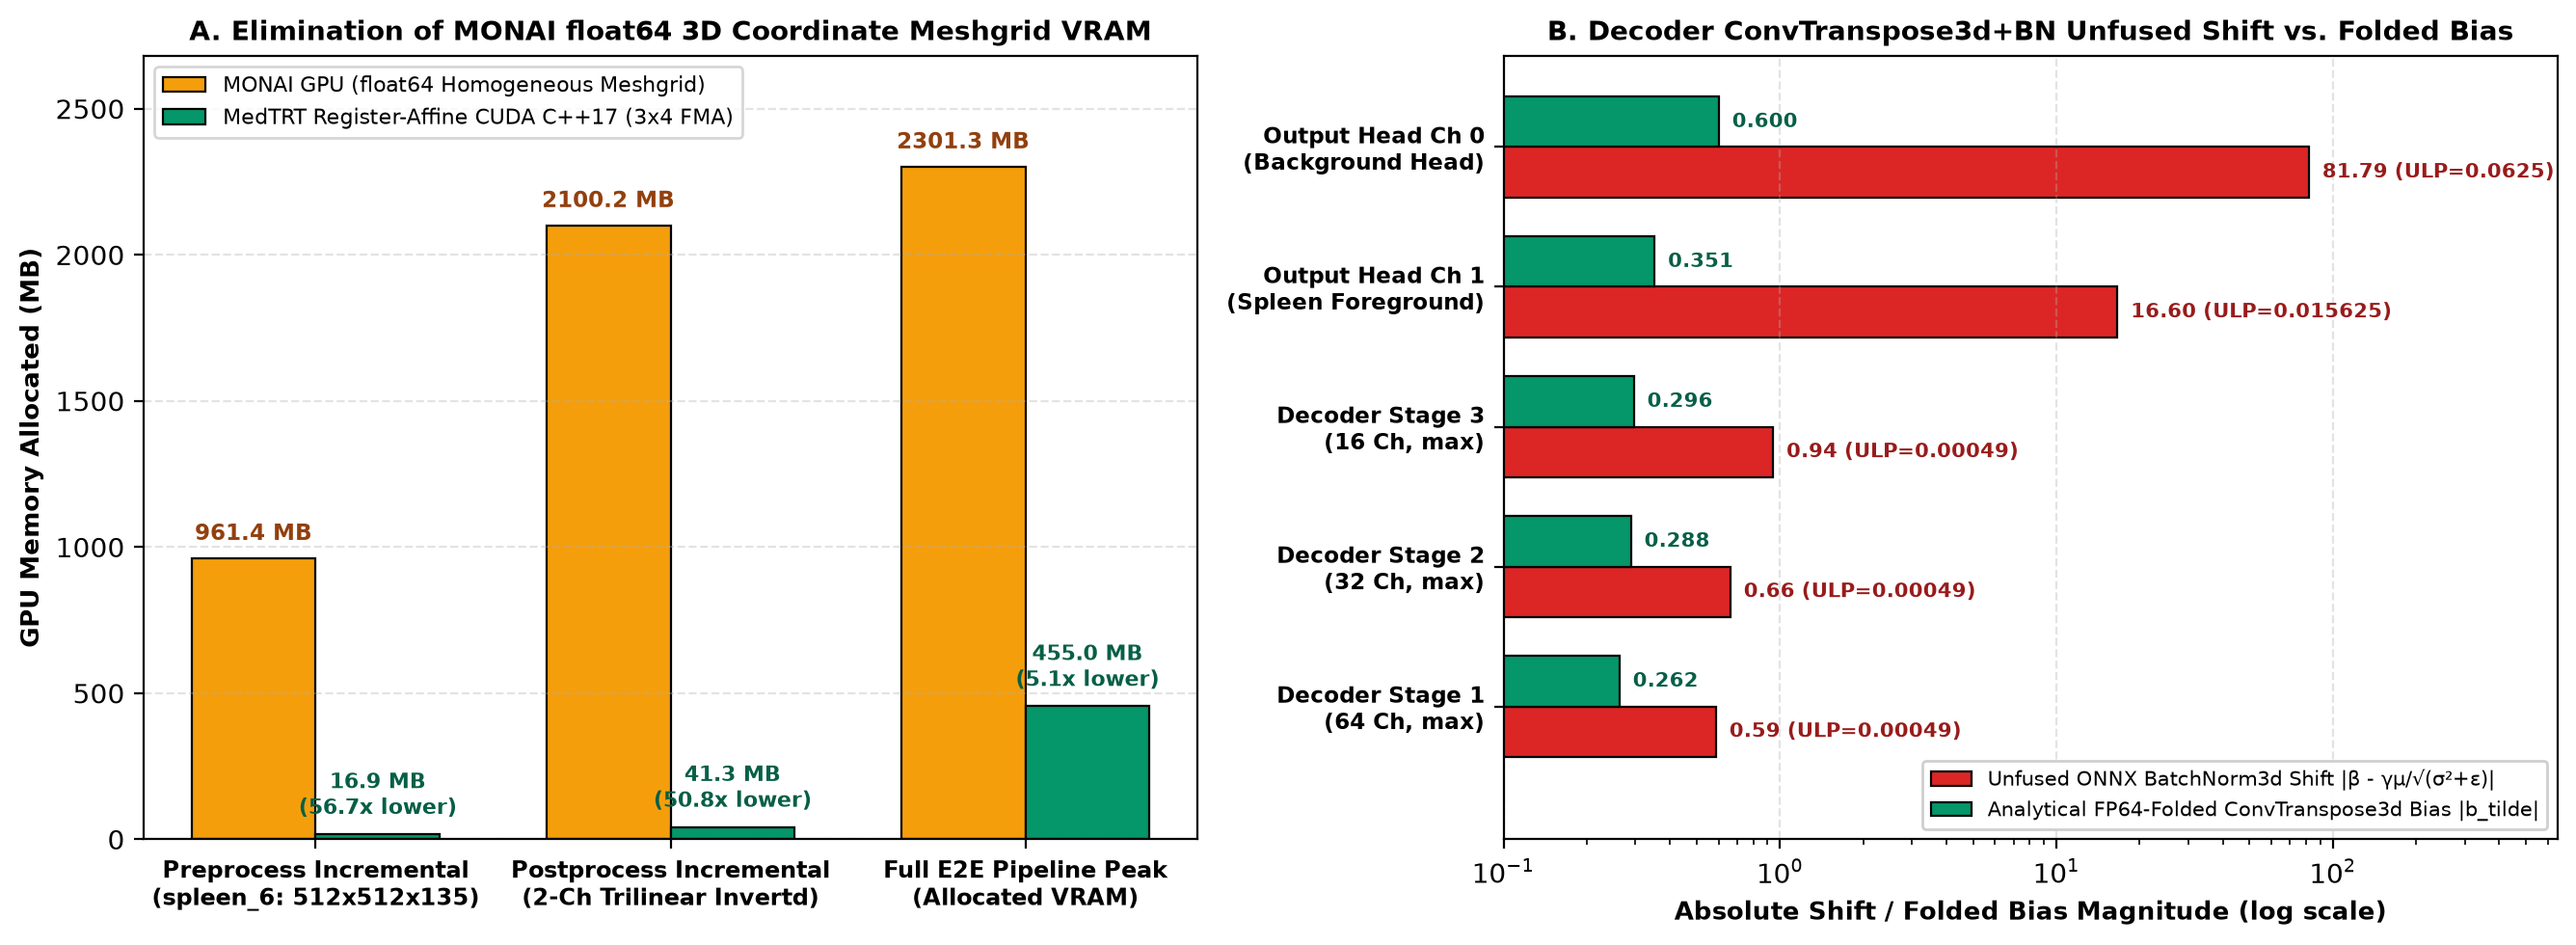 A. Elimination of MONAI float64 3D Coordinate Meshgrid VRAM
MONAI GPU (float64 Homogeneous Meshgrid)
MedTRT Register-Affine CUDA C++17 (3x4 FMA)
GPU Memory Allocated (MB)
2500
2000
1500
1000
500
0
961.4 MB
16.9 MB
(56.7x lower)
2100.2 MB
41.3 MB
(50.8x lower)
2301.3 MB
455.0 MB
(5.1x lower)
Preprocess Incremental
(spleen_6: 512x512x135)
Postprocess Incremental
(2-Ch Trilinear Invertd)
Full E2E Pipeline Peak
(Allocated VRAM)
B. Decoder ConvTranspose3d+BN Unfused Shift vs. Folded Bias
Output Head Ch 0
(Background Head)
0.600
81.79 (ULP=0.0625)
Output Head Ch 1
(Spleen Foreground)
0.351
16.60 (ULP=0.015625)
Decoder Stage 3
(16 Ch, max)
0.296
0.94 (ULP=0.00049)
Decoder Stage 2
(32 Ch, max)
0.288
0.66 (ULP=0.00049)
Decoder Stage 1
(64 Ch, max)
0.262
0.59 (ULP=0.00049)
Unfused ONNX BatchNorm3d Shift |β - γμ/√(σ²+ε)|
Analytical FP64-Folded ConvTranspose3d Bias |b_tilde|
10⁻¹
10⁰
10¹
10²
Absolute Shift / Folded Bias Magnitude (log scale)